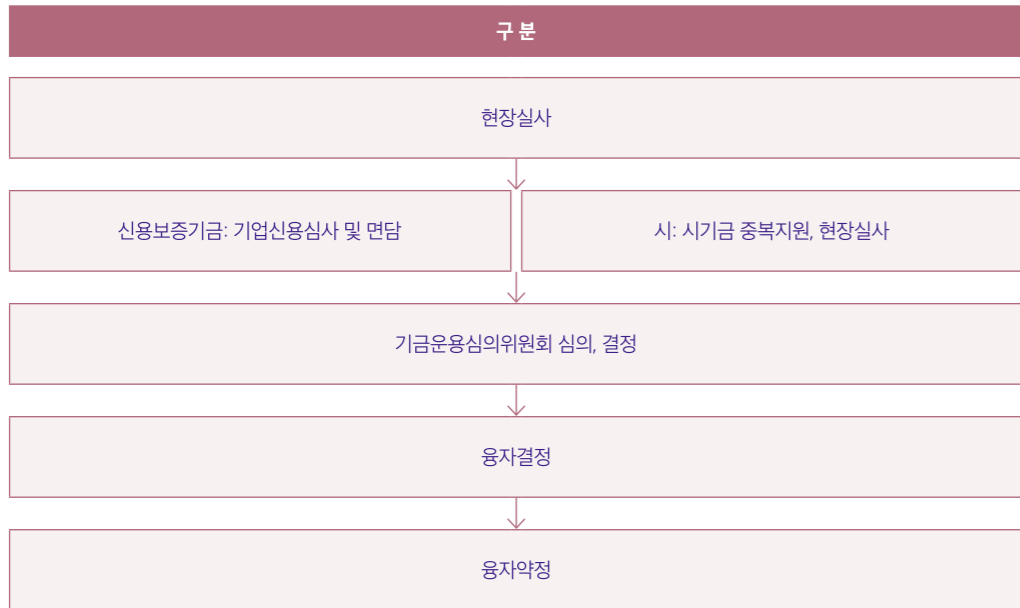 구 분
현장실사
신용보증기금: 기업신용심사 및 면담
시: 시기금 중복지원, 현장실사
기금운용심의위원회 심의, 결정
융자결정
융자약정